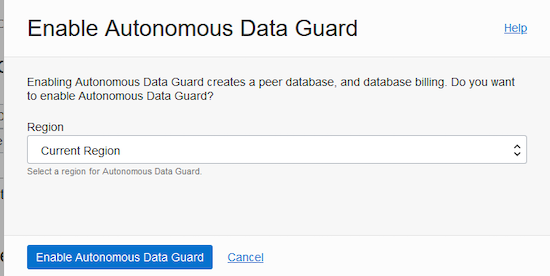 Enable Autonomous Data Guard
Help
Enabling Autonomous Data Guard creates a peer database, and database billing. Do you want
to enable Autonomous Data Guard?
Region
Current Region
Select a region for Autonomous Data Guard.
Enable Autonomous Data Guard
Cancel